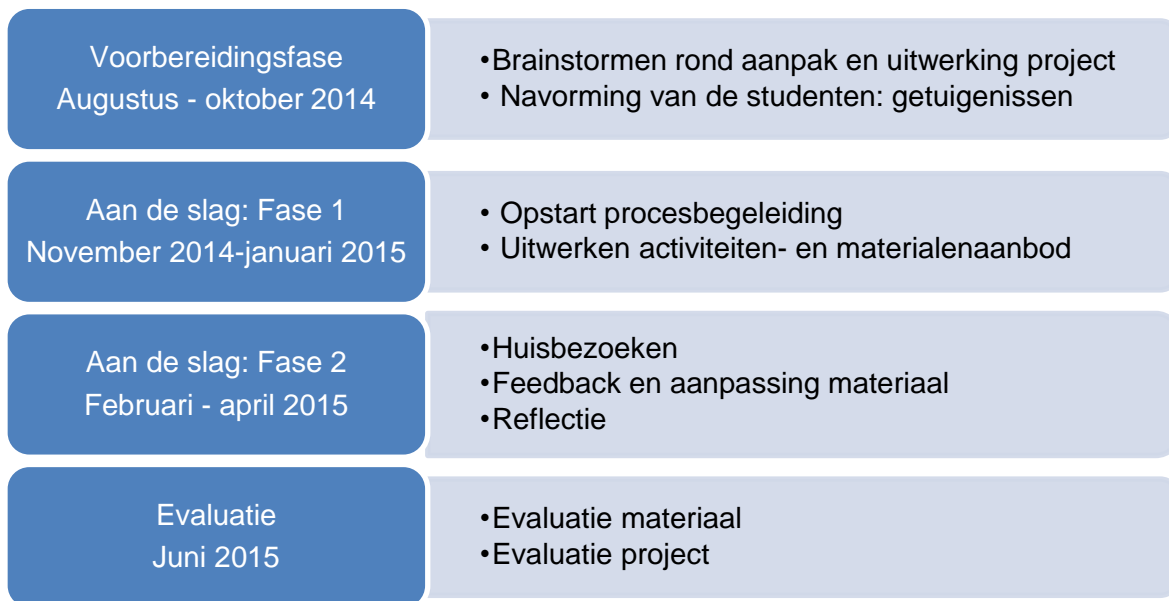 Voorbereidingsfase
Augustus - oktober 2014
•Brainstormen rond aanpak en uitwerking project
• Navorming van de studenten: getuigenissen
Aan de slag: Fase 1
November 2014-januari 2015
• Opstart procesbegeleiding
• Uitwerken activiteiten- en materialenaanbod
Aan de slag: Fase 2
Februari - april 2015
•Huisbezoeken
•Feedback en aanpassing materiaal
•Reflectie
Evaluatie
Juni 2015
•Evaluatie materiaal
•Evaluatie project